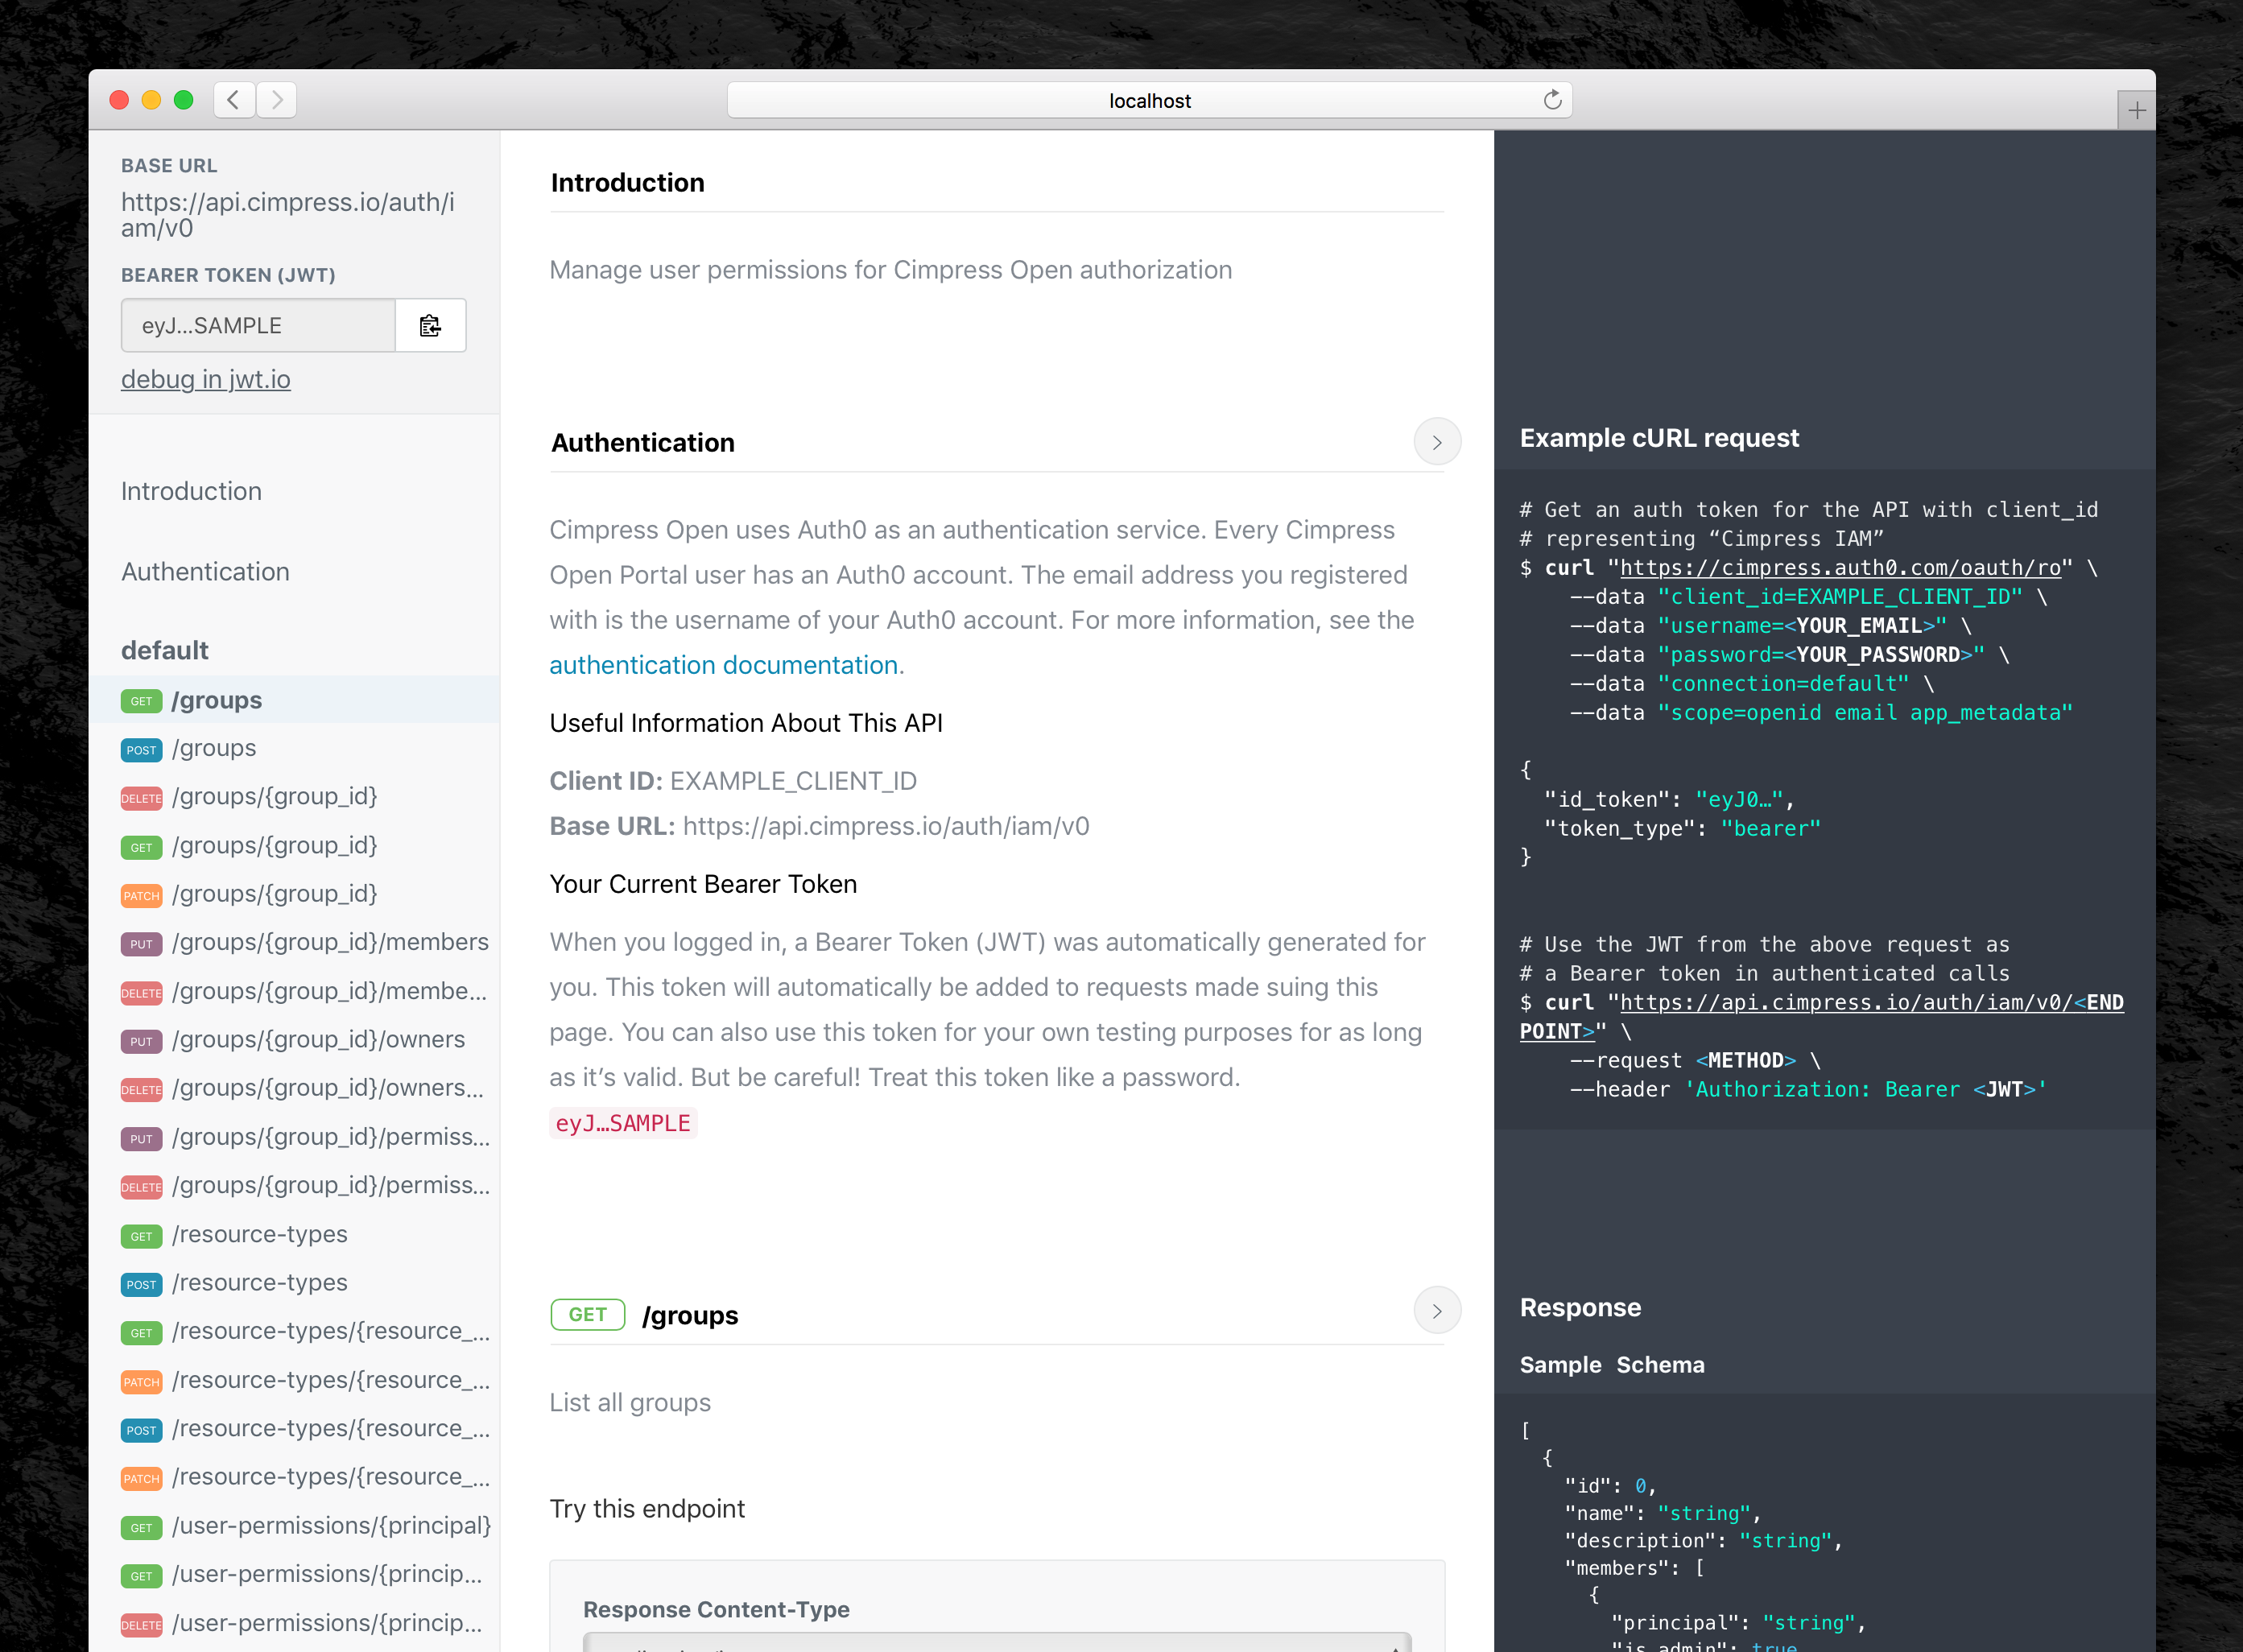 localhost
BASE URL
https://api.cimpress.io/auth/i
am/v0
BEARER TOKEN (JWT)
eyJ...SAMPLE
debug in jwt.io
Introduction
Authentication
default
GET /groups
POST /groups
DELETE /groups/{group_id}
GET /groups/{group_id}
PATCH /groups/{group_id}
PUT /groups/{group_id}/members
DELETE /groups/{group_id}/membe...
PUT /groups/{group_id}/owners
DELETE /groups/{group_id}/owners...
PUT /groups/{group_id}/permiss...
DELETE /groups/{group_id}/permiss...
GET /resource-types
POST /resource-types
GET /resource-types/{resource_...
PATCH /resource-types/{resource_...
POST /resource-types/{resource_...
PATCH /resource-types/{resource_...
GET /user-permissions/{principal}
GET /user-permissions/{princip...
DELETE /user-permissions/{princip...
Introduction
Manage user permissions for Cimpress Open authorization
Authentication
Cimpress Open uses Auth0 as an authentication service. Every Cimpress
Open Portal user has an Auth0 account. The email address you registered
with is the username of your Auth0 account. For more information, see the
authentication documentation.
Useful Information About This API
Client ID: EXAMPLE_CLIENT_ID
Base URL: https://api.cimpress.io/auth/iam/v0
Your Current Bearer Token
When you logged in, a Bearer Token (JWT) was automatically generated for
you. This token will automatically be added to requests made suing this
page. You can also use this token for your own testing purposes for as long
as it’s valid. But be careful! Treat this token like a password.
eyJ…SAMPLE
GET /groups
List all groups
Try this endpoint
Response Content-Type
Example cURL request
# Get an auth token for the API with client_id
# representing “Cimpress IAM”
$ curl "https://cimpress.auth0.com/oauth/ro" \
--data "client_id=EXAMPLE_CLIENT_ID" \
--data "username=<YOUR_EMAIL>" \
--data "password=<YOUR_PASSWORD>" \
--data "connection=default" \
--data "scope=openid email app_metadata"
{
"id_token": "eyJ0…",
"token_type": "bearer"
}
# Use the JWT from the above request as
# a Bearer token in authenticated calls
$ curl "https://api.cimpress.io/auth/iam/v0/<END
POINT>" \
--request <METHOD> \
--header 'Authorization: Bearer <JWT>'
Response
Sample Schema
[
{
"id": 0,
"name": "string",
"description": "string",
"members": [
{
"principal": "string",
"is_admin": true